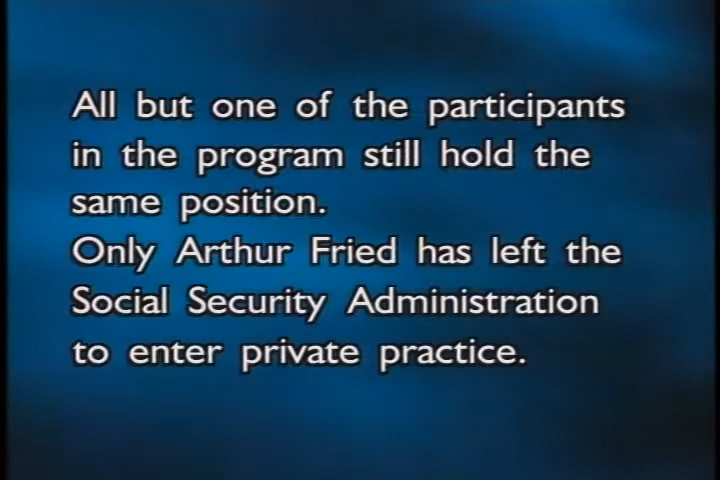 All but one of the participants
in the program still hold the
same position.
Only Arthur Fried has left the
Social Security Administration
to enter private practice.